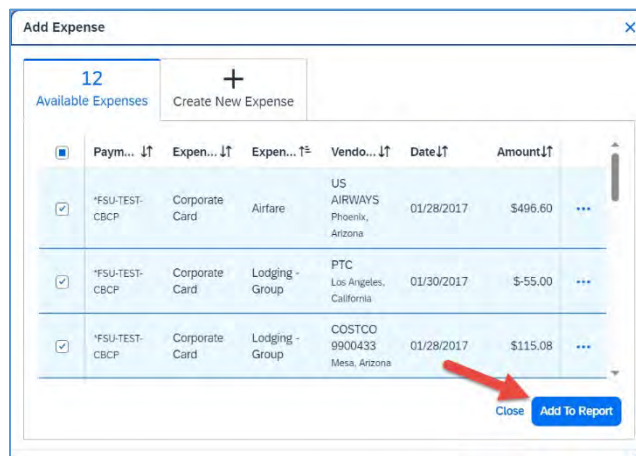 Add Expense
12
Available Expenses
Create New Expense
Paym... Expen... Expen... Vendo... Date Amount
*FSU-TEST-
CBCP
Corporate
Card
Airfare
US
AIRWAYS
Phoenix,
Arizona
01/28/2017
$496.60
*FSU-TEST-
CBCP
Corporate
Card
Lodging -
Group
PTC
Los Angeles,
California
01/30/2017
$-55.00
*FSU-TEST-
CBCP
Corporate
Card
Lodging -
Group
COSTCO
9900433
Mesa, Arizona
01/28/2017
$115.08
Close
Add To Report